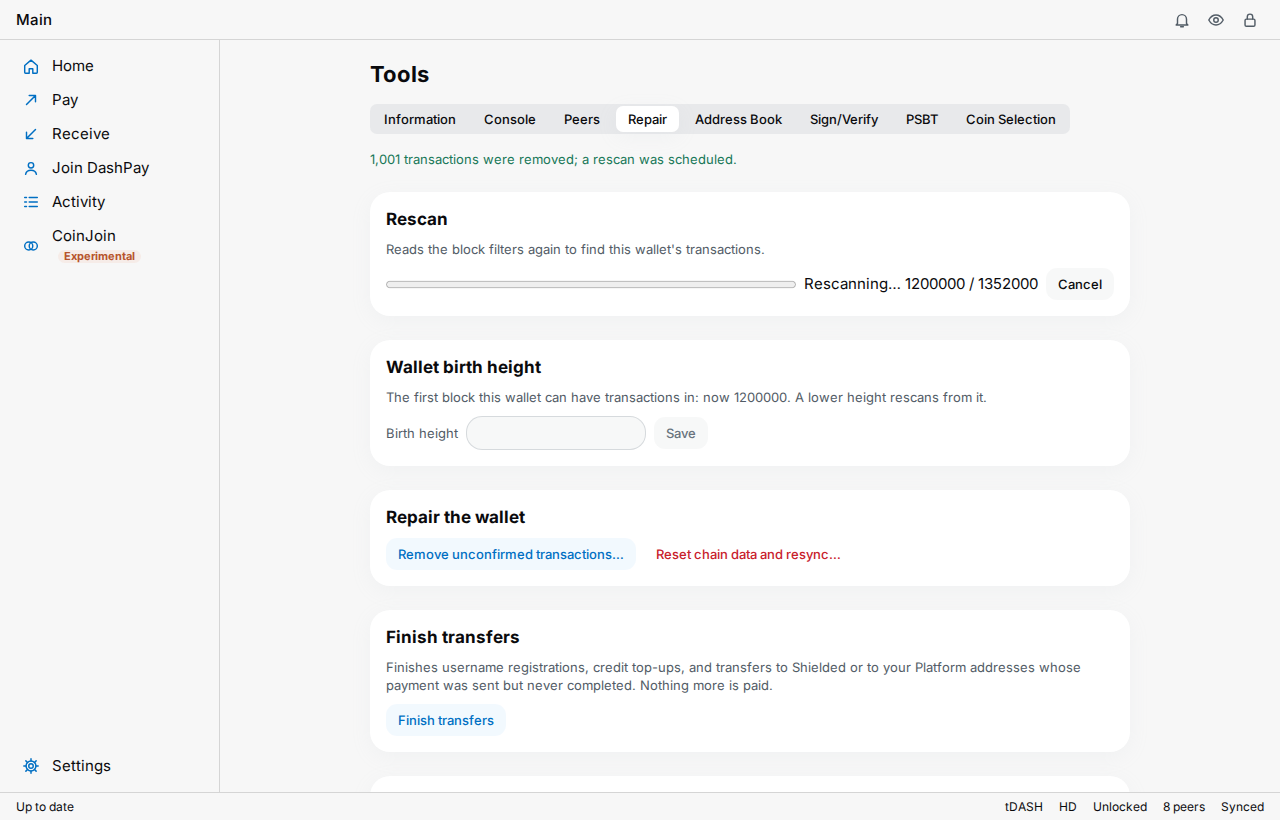 Main
Home
Pay
Receive
Join DashPay
Activity
CoinJoin
Experimental
Settings
Tools
Information Console Peers Repair Address Book Sign/Verify PSBT Coin Selection
1,001 transactions were removed; a rescan was scheduled.
Rescan
Reads the block filters again to find this wallet's transactions.
Rescanning... 1200000 / 1352000 Cancel
Wallet birth height
The first block this wallet can have transactions in: now 1200000. A lower height rescans from it.
Birth height Save
Repair the wallet
Remove unconfirmed transactions... Reset chain data and resync...
Finish transfers
Finishes username registrations, credit top-ups, and transfers to Shielded or to your Platform addresses whose
payment was sent but never completed. Nothing more is paid.
Finish transfers
Up to date tDASH HD Unlocked 8 peers Synced